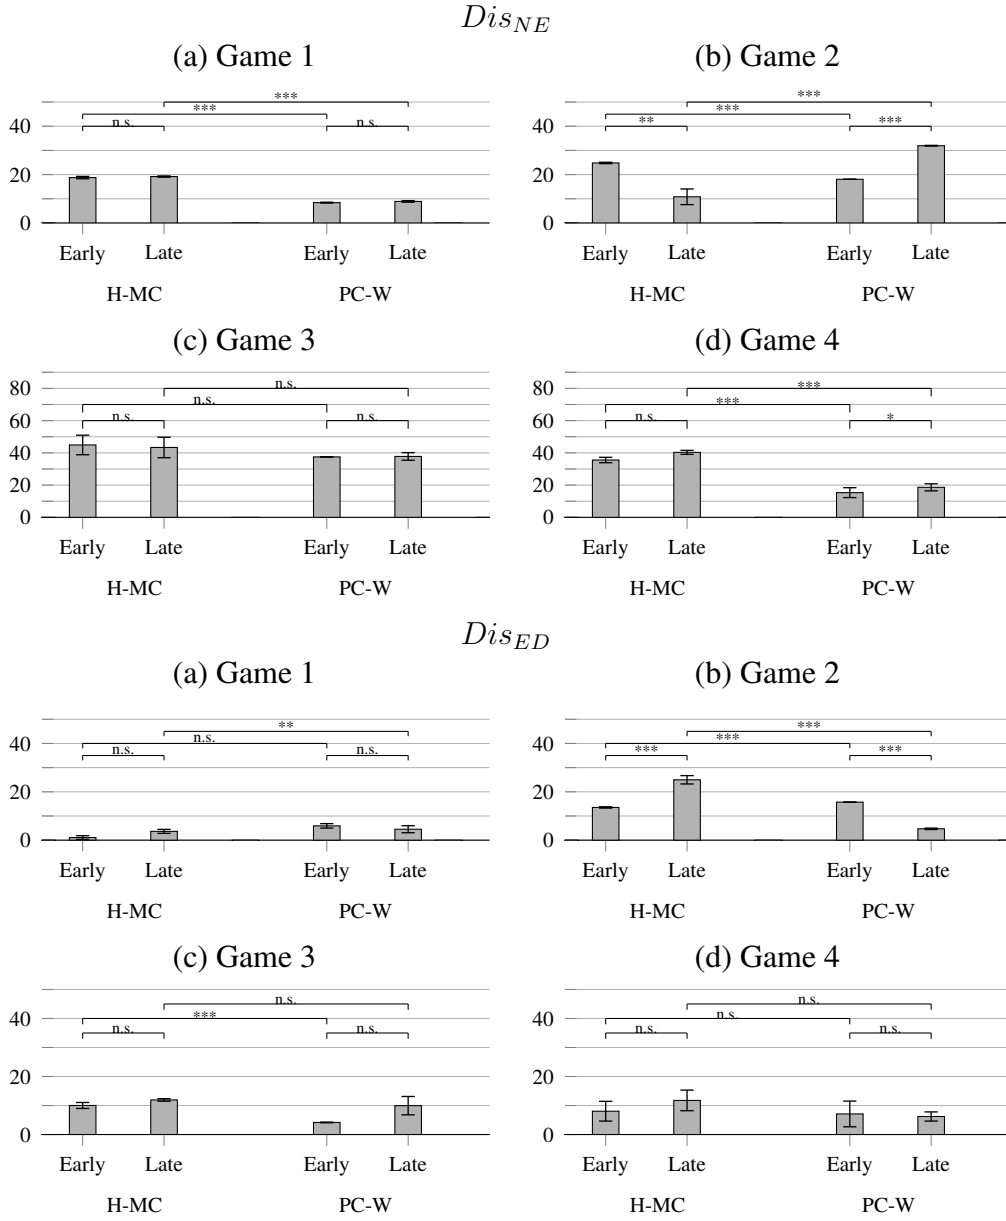 Dis_NE
(a) Game 1
(b) Game 2
***
***
***
***
n.s.
n.s.
**
***
40
20
0
40
20
0
Early Late Early Late
Early Late Early Late
H-MC PC-W
H-MC PC-W
(c) Game 3
(d) Game 4
n.s.
***
n.s.
***
n.s.
n.s.
n.s.
*
80
60
40
20
0
80
60
40
20
0
Early Late Early Late
Early Late Early Late
H-MC PC-W
H-MC PC-W
Dis_ED
(a) Game 1
(b) Game 2
**
***
n.s.
***
n.s.
n.s.
***
***
40
20
0
40
20
0
Early Late Early Late
Early Late Early Late
H-MC PC-W
H-MC PC-W
(c) Game 3
(d) Game 4
n.s.
n.s.
***
n.s.
n.s.
n.s.
n.s.
n.s.
40
20
0
40
20
0
Early Late Early Late
Early Late Early Late
H-MC PC-W
H-MC PC-W